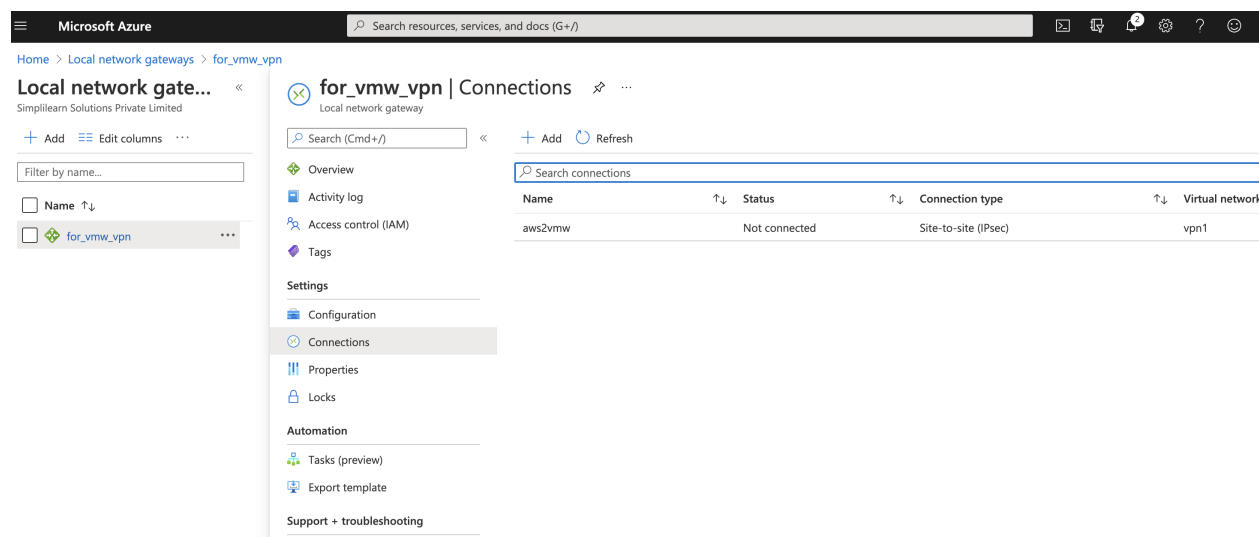 Microsoft Azure
Search resources, services, and docs (G+/)
2
Home > Local network gateways > for_vmw_vpn
Local network gate... «
Simplilearn Solutions Private Limited
+ Add Edit columns ...
Filter by name...
Name ↑↓
for_vmw_vpn ...
for_vmw_vpn | Connections ...
Local network gateway
Search (Cmd+/) «
Overview
Activity log
Access control (IAM)
Tags
Settings
Configuration
Connections
Properties
Locks
Automation
Tasks (preview)
Export template
Support + troubleshooting
+ Add Refresh
Search connections
Name ↑↓ Status ↑↓ Connection type ↑↓ Virtual network
aws2vmw Not connected Site-to-site (IPsec) vpn1